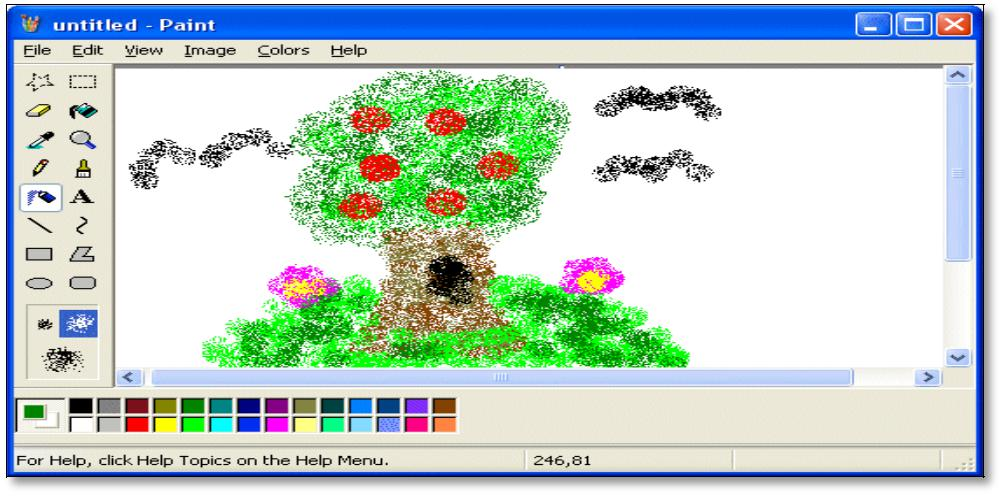 untitled - Paint
File Edit View Image Colors Help
A
For Help, click Help Topics on the Help Menu. 246,81